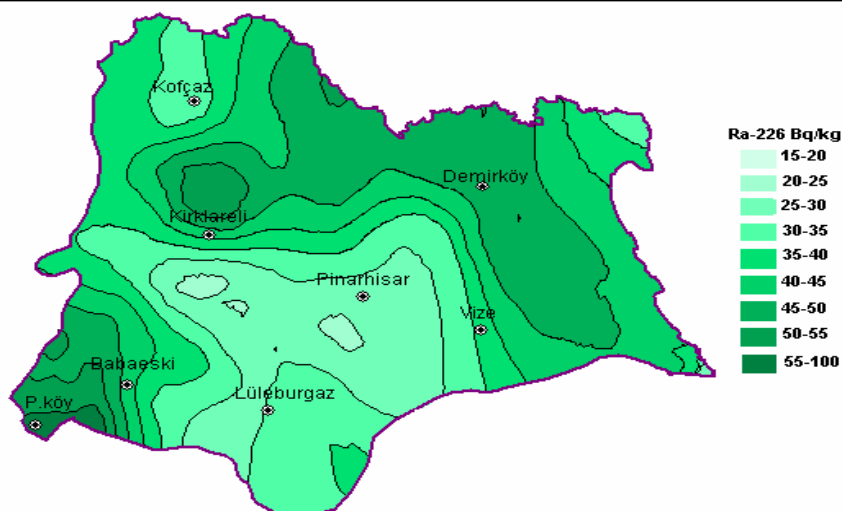 Kofçaz
Ra-226 Bq/kg
15-20
20-25
25-30
30-35
35-40
40-45
45-50
50-55
55-100
Demirköy
Kirklareli
Pinarhisar
Vize
Babaeski
Lüleburgaz
P.köy